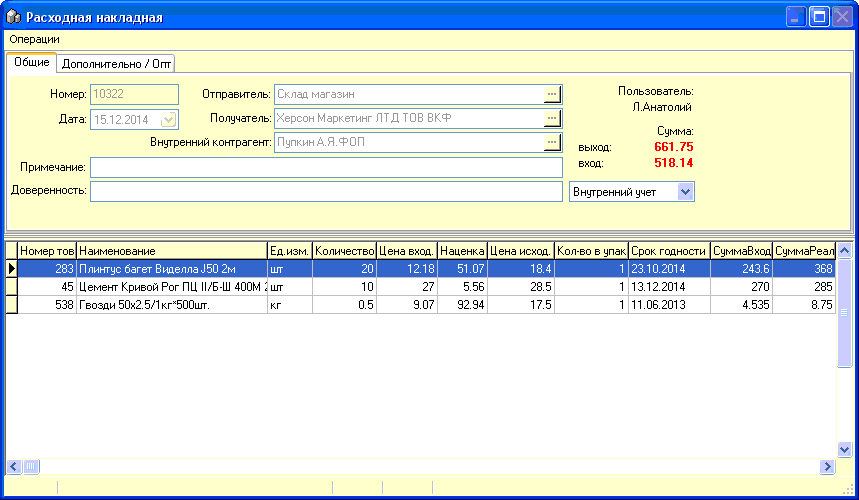 Расходная накладная
Операции
Общие Дополнительно / Опт
Номер: 10322 Отправитель: Склад магазин ... Пользователь:
Л.Анатолий
Дата: 15.12.2014 Получатель: Херсон Маркетинг ЛТД ТОВ ВКФ ...
Сумма:
Внутренний контрагент: Пупкин А.Я.ФОП ... выход: 661.75
Примечание: вход: 518.14
Доверенность: Внутренний учет
Номер тов Наименование Ед.изм. Количество Цена вход. Наценка Цена исход. Кол-во в упак Срок годности СуммаВход СуммаРеал
283 Плинтус багет Виделла J50 2м шт 20 12.18 51.07 18.4 1 23.10.2014 243.6 368
45 Цемент Кривой Рог ПЦ II/Б-Ш 400М 2 шт 10 27 5.56 28.5 1 13.12.2014 270 285
538 Гвозди 50x2.5/1кг*500шт. кг 0.5 9.07 92.94 17.5 1 11.06.2013 4.535 8.75